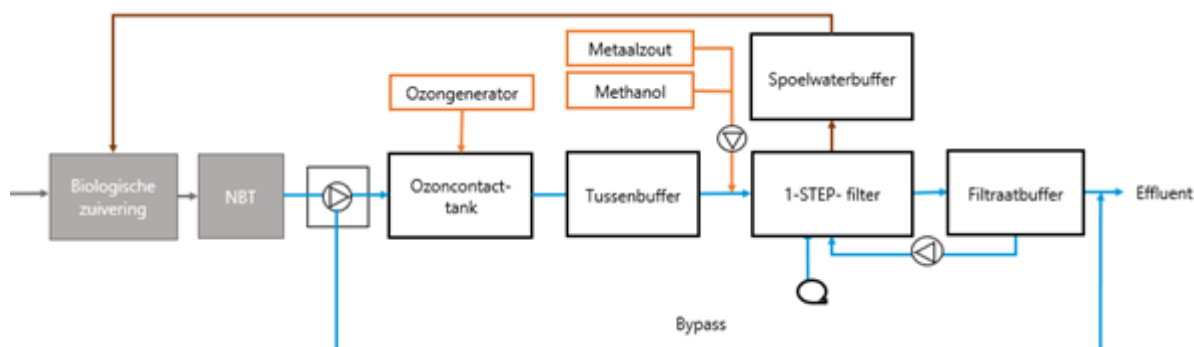 Metaalzout
Methanol
Ozongenerator
Spoelwaterbuffer
Biologische
zuivering
NBT
Ozoncontact-
tank
Tussenbuffer
1-STEP- filter
Filtraatbuffer
Effluent
Bypass